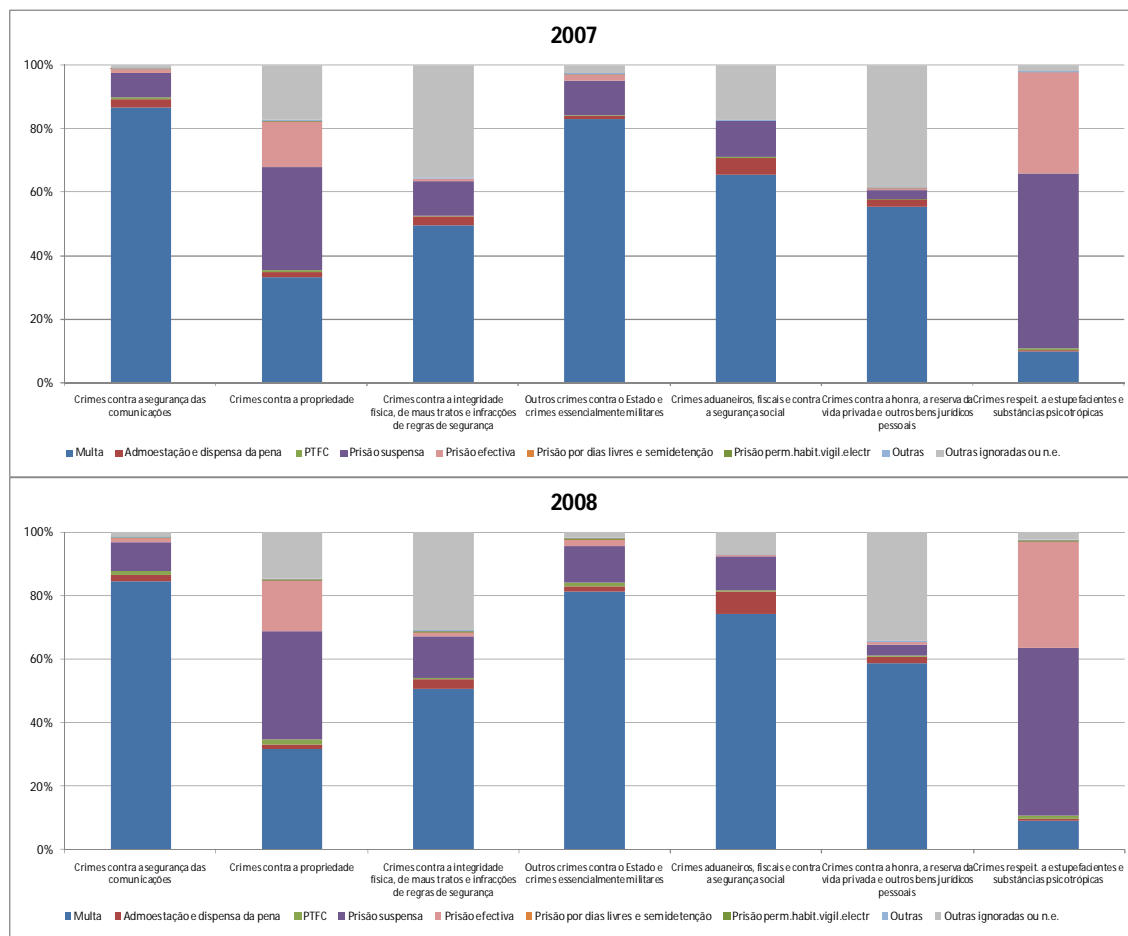 2007
100%
80%
60%
40%
20%
0%
Crimes contra a segurança das
comunicações
Crimes contra a propriedade
Crimes contra a integridade
física, de maus tratos e infracções
de regras de segurança
Outros crimes contra o Estado e
crimes essencialmente militares
Crimes aduaneiros, fiscais e contra
a segurança social
Crimes contra a honra, a reserva da
vida privada e outros bens jurídicos
pessoais
Crimes respeit. a estupefacientes e
substâncias psicotrópicas
Multa Admoestação e dispensa da pena PTFC Prisão suspensa Prisão efectiva Prisão por dias livres e semidetenção Prisão perm.habit.vigil.electr Outras Outras ignoradas ou n.e.
2008
100%
80%
60%
40%
20%
0%
Crimes contra a segurança das
comunicações
Crimes contra a propriedade
Crimes contra a integridade
física, de maus tratos e infracções
de regras de segurança
Outros crimes contra o Estado e
crimes essencialmente militares
Crimes aduaneiros, fiscais e contra
a segurança social
Crimes contra a honra, a reserva da
vida privada e outros bens jurídicos
pessoais
Crimes respeit. a estupefacientes e
substâncias psicotrópicas
Multa Admoestação e dispensa da pena PTFC Prisão suspensa Prisão efectiva Prisão por dias livres e semidetenção Prisão perm.habit.vigil.electr Outras Outras ignoradas ou n.e.